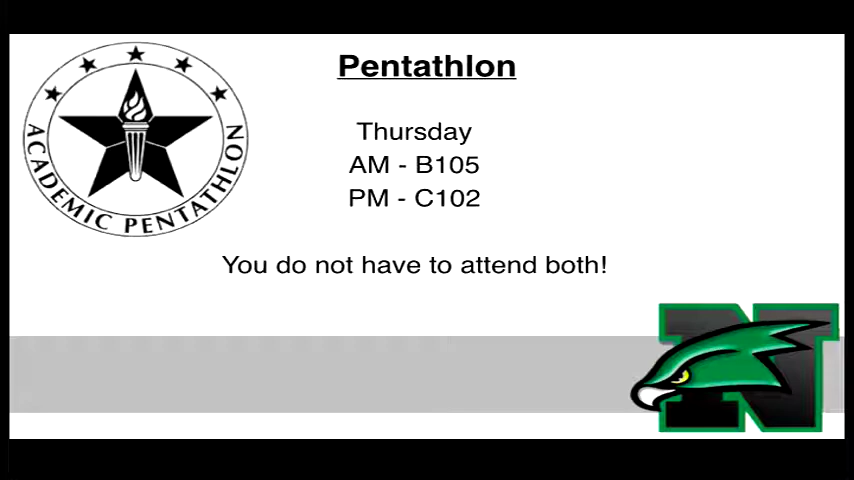 ACADEMIC PENTATHLON
Pentathlon
Thursday
AM - B105
PM - C102
You do not have to attend both!
N